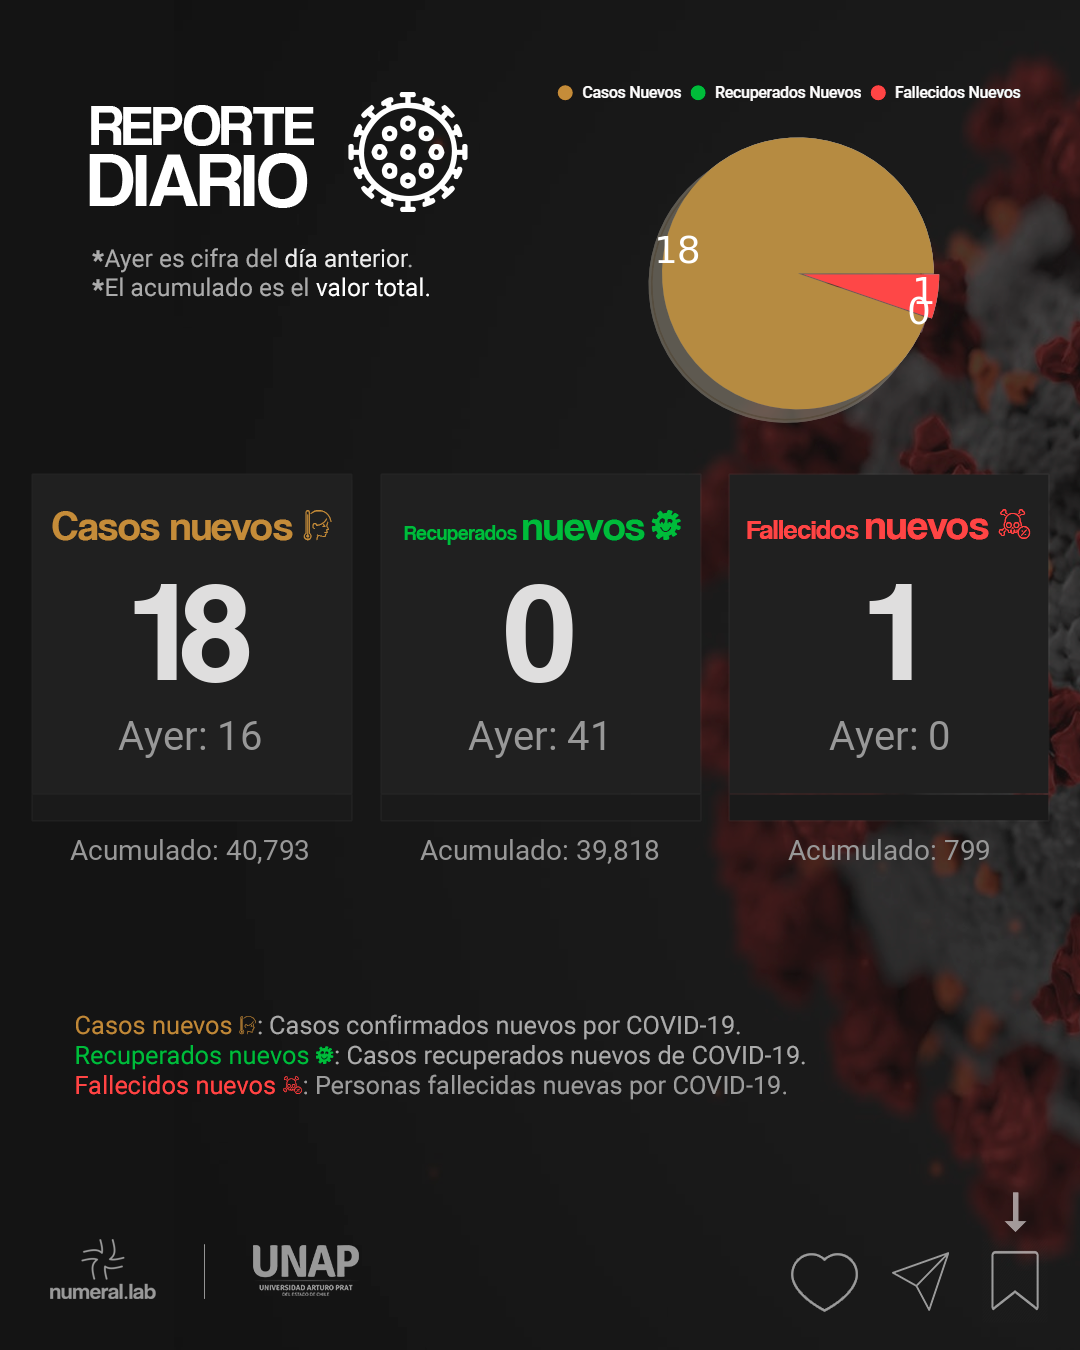 REPORTE
DIARIO
*Ayer es cifra del día anterior.
*El acumulado es el valor total.
Casos Nuevos Recuperados Nuevos Fallecidos Nuevos
18
1
0
Casos nuevos
18
Ayer: 16
Acumulado: 40,793
Recuperados nuevos
0
Ayer: 41
Acumulado: 39,818
Fallecidos nuevos
1
Ayer: 0
Acumulado: 799
Casos nuevos : Casos confirmados nuevos por COVID-19.
Recuperados nuevos : Casos recuperados nuevos de COVID-19.
Fallecidos nuevos : Personas fallecidas nuevas por COVID-19.
numeral.lab
UNAP
UNIVERSIDAD ARTURO PRAT
DEL ESTADO DE CHILE